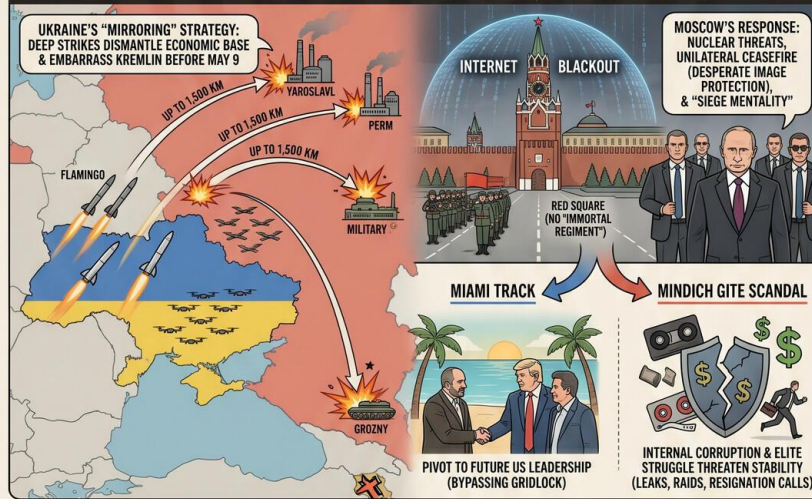 UKRAINE'S "MIRRORING" STRATEGY:
DEEP STRIKES DISMANTLE ECONOMIC BASE
& EMBARRASS KREMLIN BEFORE MAY 9
YAROSLAVL
UP TO 1,500 KM
PERM
UP TO 1,500 KM
UP TO 1,500 KM
FLAMINGO
MILITARY
GROZNY
INTERNET BLACKOUT
MOSCOW'S RESPONSE:
NUCLEAR THREATS,
UNILATERAL CEASEFIRE
(DESPERATE IMAGE
PROTECTION),
& "SIEGE MENTALITY"
RED SQUARE
(NO "IMMORTAL
REGIMENT")
MIAMI TRACK
PIVOT TO FUTURE US LEADERSHIP
(BYPASSING GRIDLOCK)
MINDICH GITE SCANDAL
$ $
$ $
INTERNAL CORRUPTION & ELITE
STRUGGLE THREATEN STABILITY
(LEAKS, RAIDS, RESIGNATION CALLS)